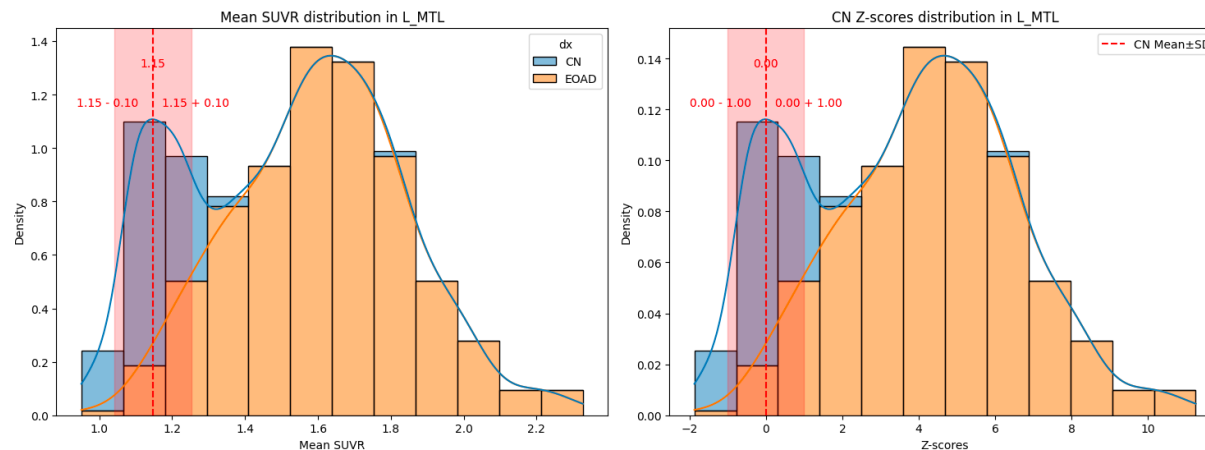 Mean SUVR distribution in L_MTL
dx
CN
EOAD
1.15
1.15 - 0.10
1.15 + 0.10
Density
0.0
0.2
0.4
0.6
0.8
1.0
1.2
1.4
1.0
1.2
1.4
1.6
1.8
2.0
2.2
Mean SUVR
CN Z-scores distribution in L_MTL
CN Mean±SD
0.00
0.00 - 1.00
0.00 + 1.00
Density
0.00
0.02
0.04
0.06
0.08
0.10
0.12
0.14
−2
0
2
4
6
8
10
Z-scores